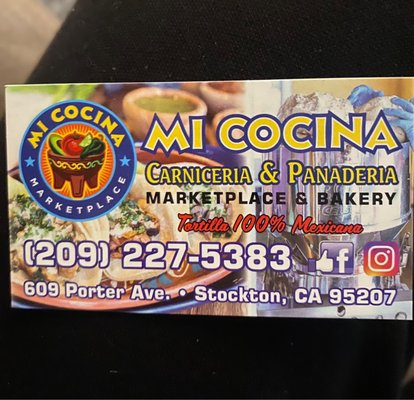 MI COCINA
MARKETPLACE
MI COCINA
CARNICERIA & PANADERIA
MARKETPLACE & BAKERY
Tortilla 100% Mexicana
(209) 227-5383 f
609 Porter Ave. • Stockton, CA 95207